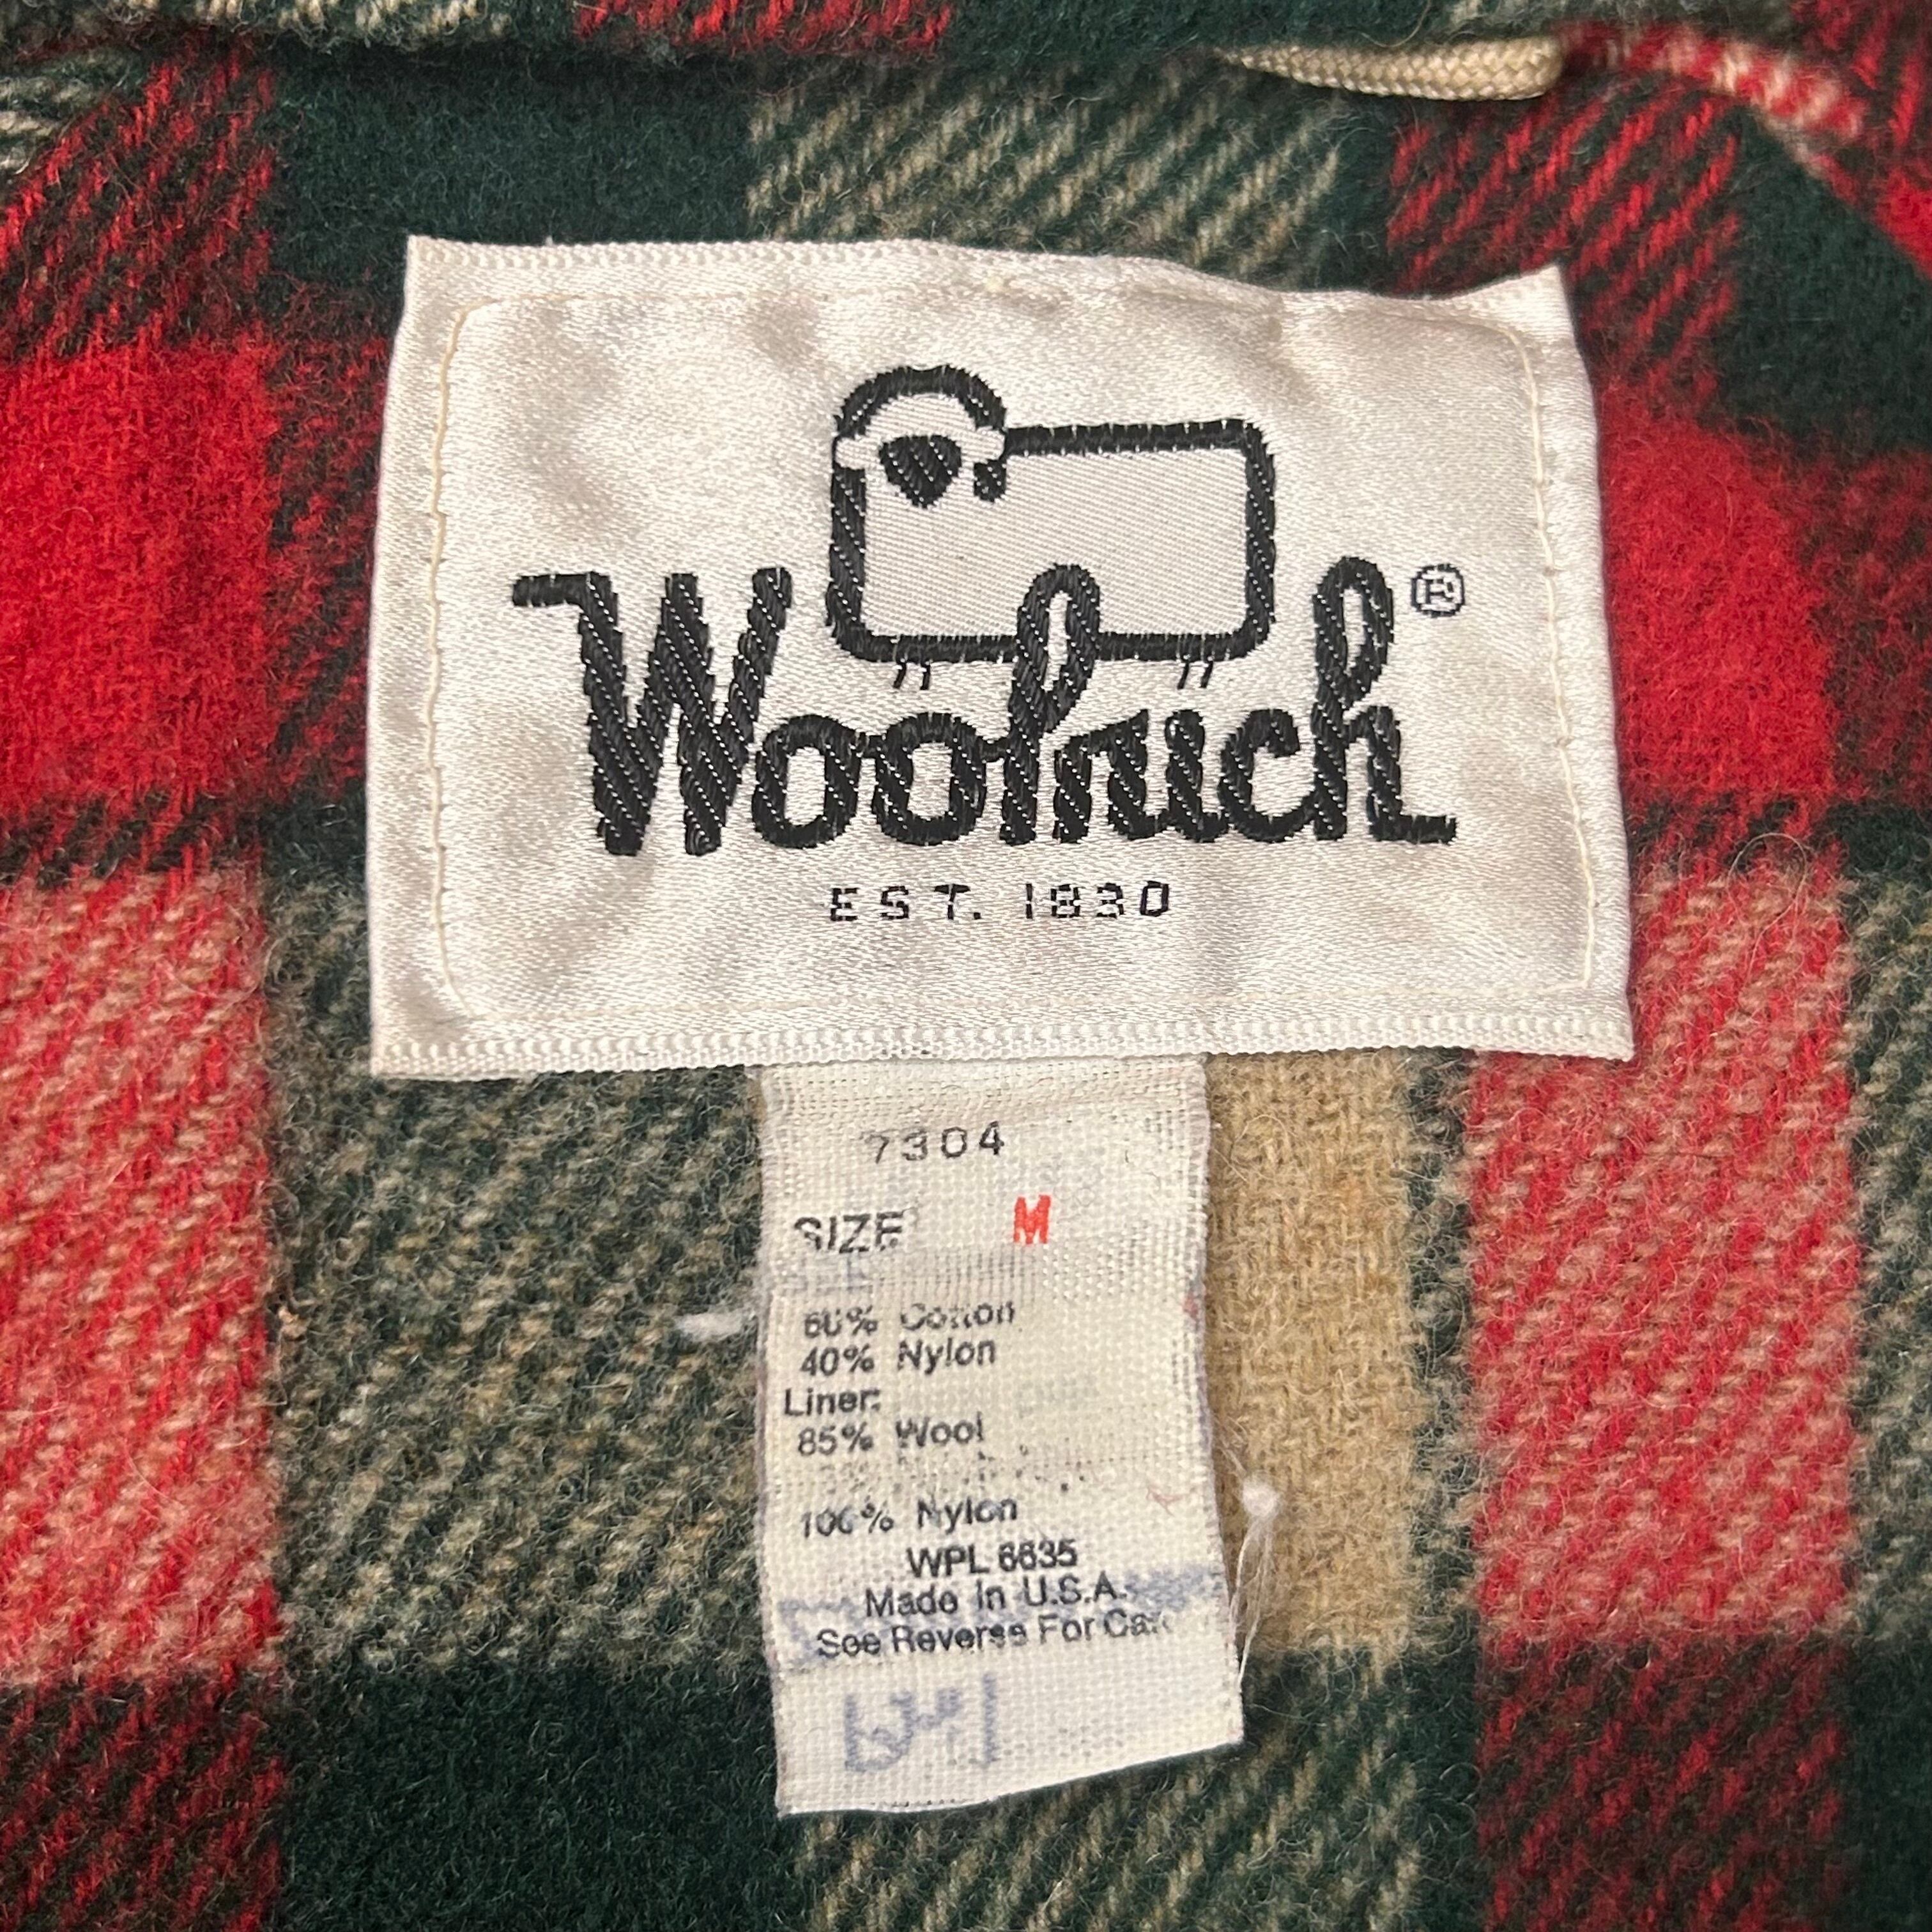 Woolrich®
EST. 1830
7304
SIZE M
60% Cotton
40% Nylon
Liner:
85% Wool
100% Nylon
WPL 6635
Made In U.S.A.
See Reverse For Care